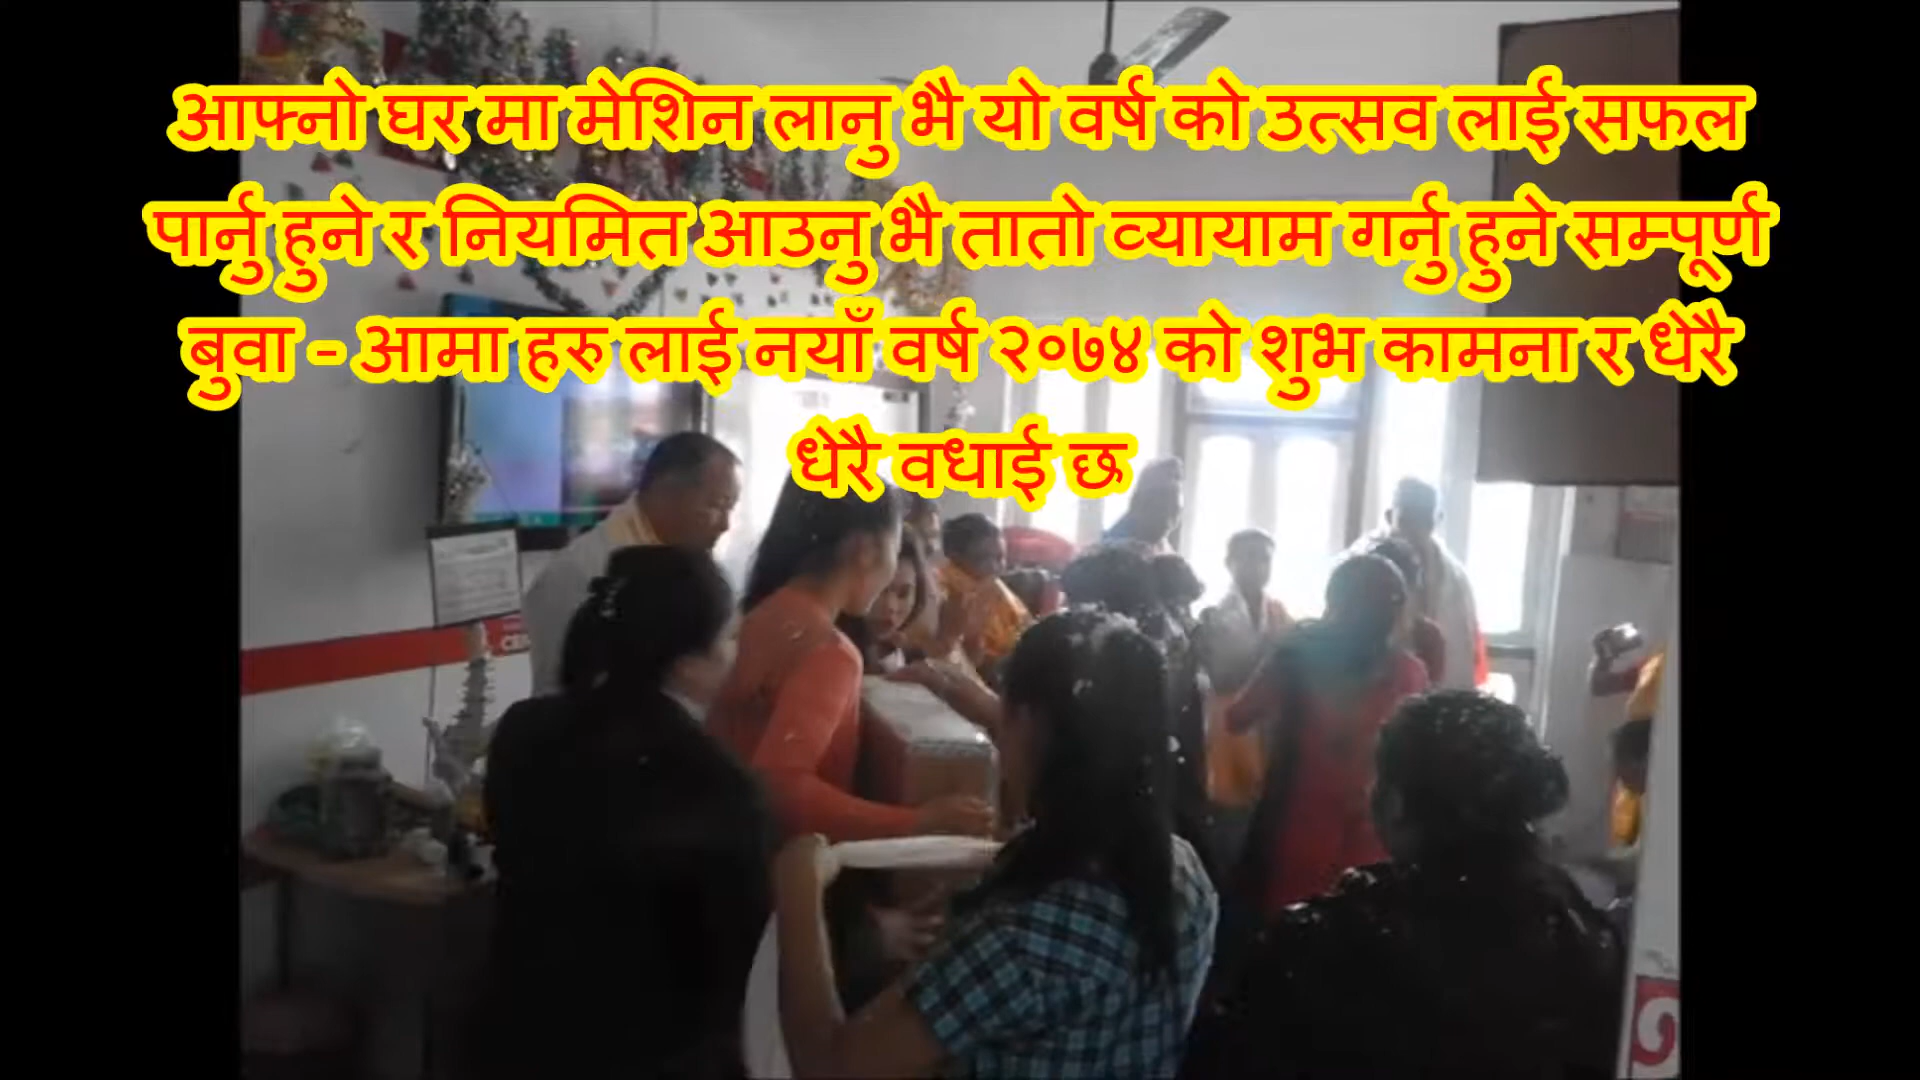 आफ्नो घर मा मेशिन लानु भै यो वर्ष को उत्सव लाई सफल
पार्नु हुने र नियमित आउनु भै तातो व्यायाम गर्नु हुने सम्पूर्ण
बुवा - आमा हरु लाई नयाँ वर्ष २०७४ को शुभ कामना र धेरै
धेरै वधाई छ